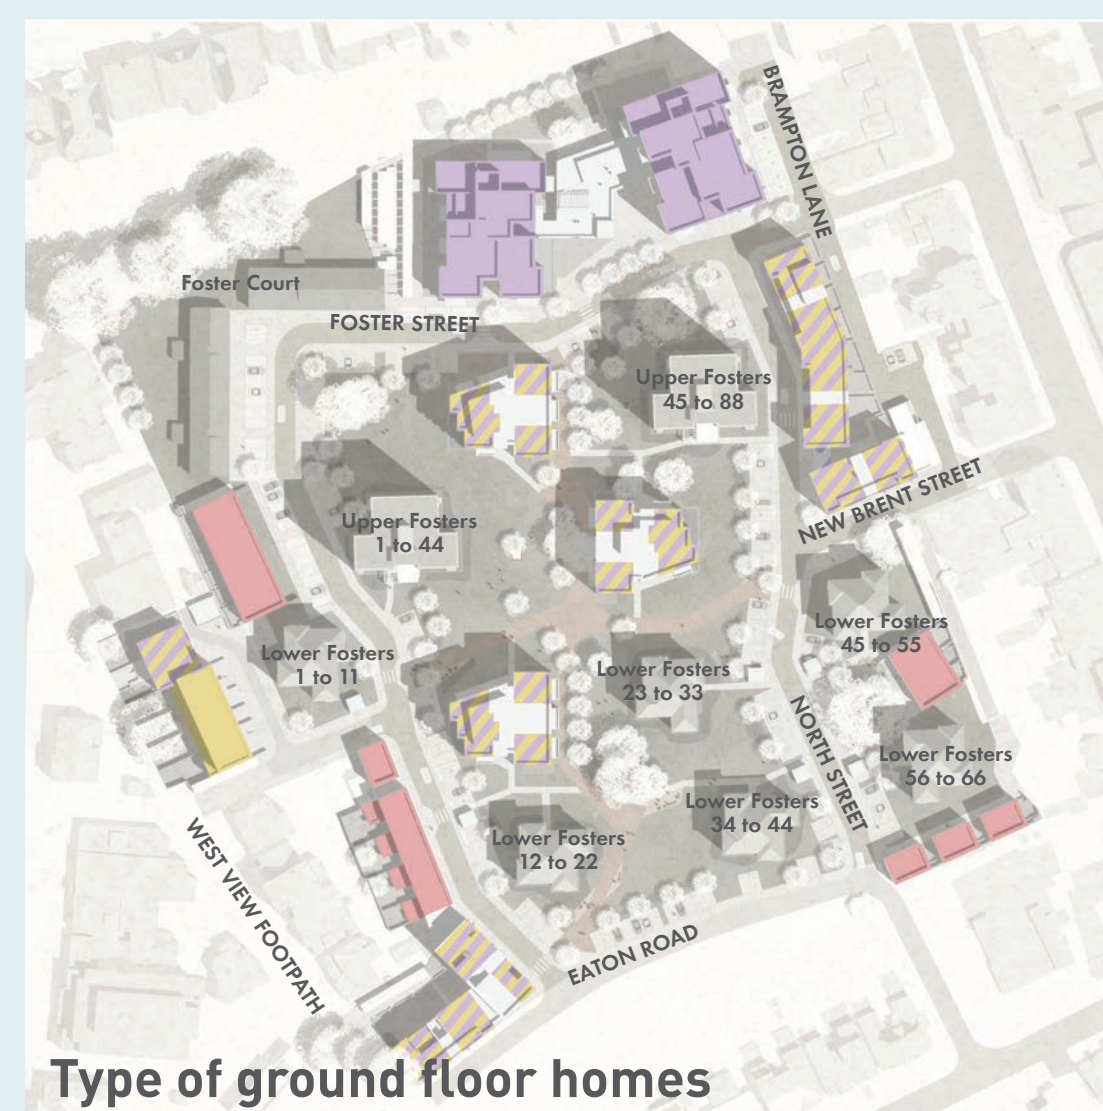 BRAMPTON LANE
Foster Court
FOSTER STREET
Upper Fosters
45 to 88
NEW BRENT STREET
Upper Fosters
1 to 44
Lower Fosters
45 to 55
Lower Fosters
1 to 11
Lower Fosters
23 to 33
NORTH STREET
Lower Fosters
56 to 66
Lower Fosters
34 to 44
Lower Fosters
12 to 22
WEST VIEW FOOTPATH
EATON ROAD
Type of ground floor homes